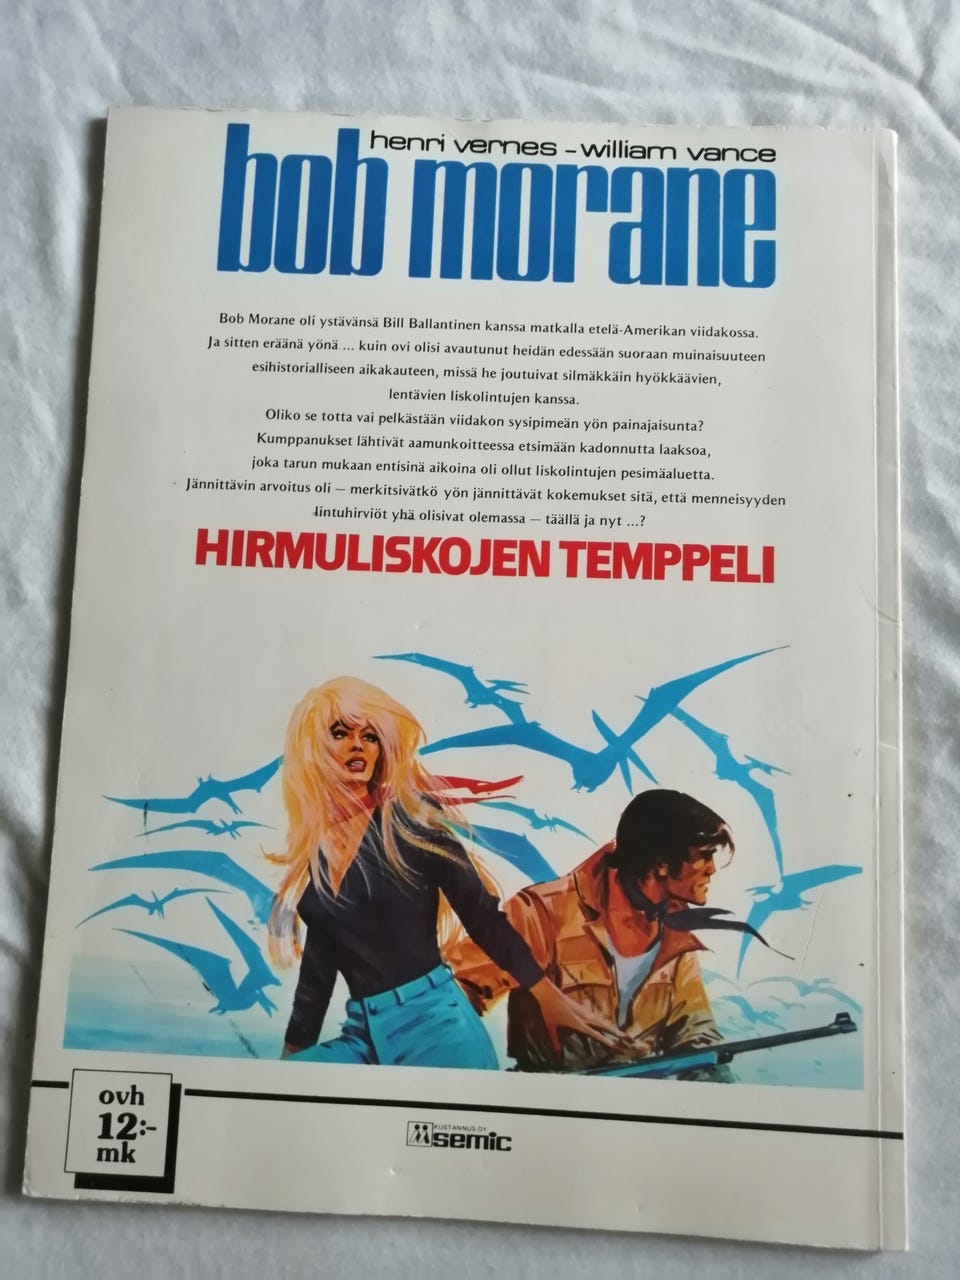 henri vernes – william vance
bob morane
Bob Morane oli ystävänsä Bill Ballantinen kanssa matkalla etelä-Amerikan viidakossa.
Ja sitten eräänä yönä ... kuin ovi olisi avautunut heidän edessään suoraan muinaisuuteen
esihistorialliseen aikakauteen, missä he joutuivat silmäkkäin hyökkäävien,
lentävien liskolintujen kanssa.
Oliko se totta vai pelkästään viidakon sysipimeän yön painajaisunta?
Kumppanukset lähtivät aamunkoitteessa etsimään kadonnutta laaksoa,
joka tarun mukaan entisinä aikoina oli ollut liskolintujen pesimäaluetta.
Jännittävin arvoitus oli — merkitsivätkö yön jännittävät kokemukset sitä, että menneisyyden
lintuhirviöt yhä olisivat olemassa — täällä ja nyt ...?
HIRMULISKOJEN TEMPPELI
ovh
12:-
mk
KUSTANNUS OY
semic